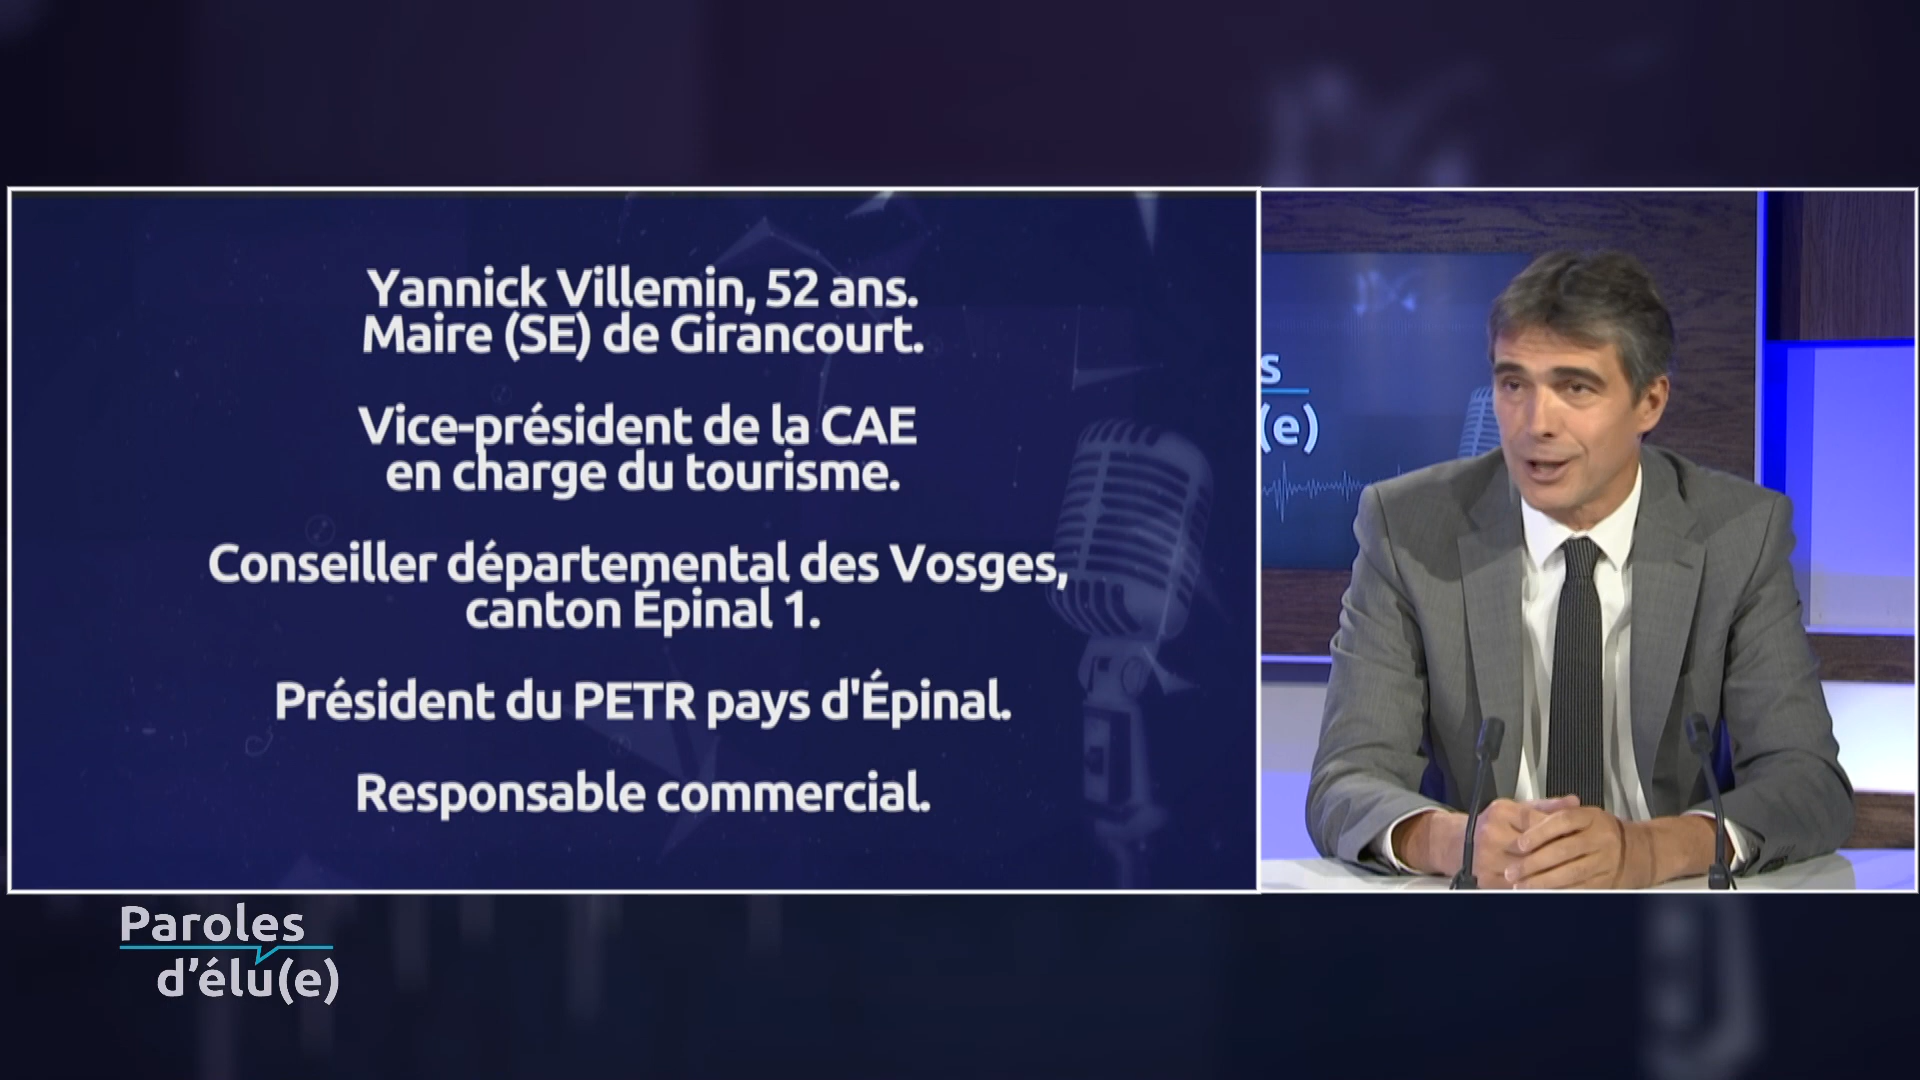 Yannick Villemin, 52 ans.
Maire (SE) de Girancourt.
Vice-président de la CAE
en charge du tourisme.
Conseiller départemental des Vosges,
canton Épinal 1.
Président du PETR pays d'Épinal.
Responsable commercial.
s
(e)
Paroles
d'élu(e)